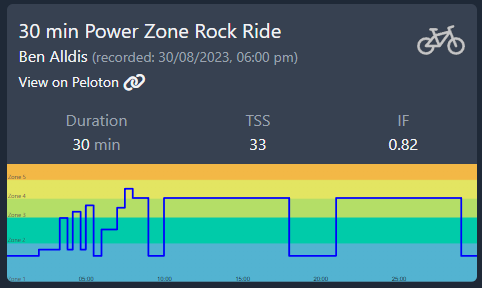 30 min Power Zone Rock Ride
Ben Alldis (recorded: 30/08/2023, 06:00 pm)
View on Peloton
Duration TSS IF
30 min 33 0.82
Zone 5
Zone 4
Zone 3
Zone 2
Zone 1
05:00 10:00 15:00 20:00 25:00